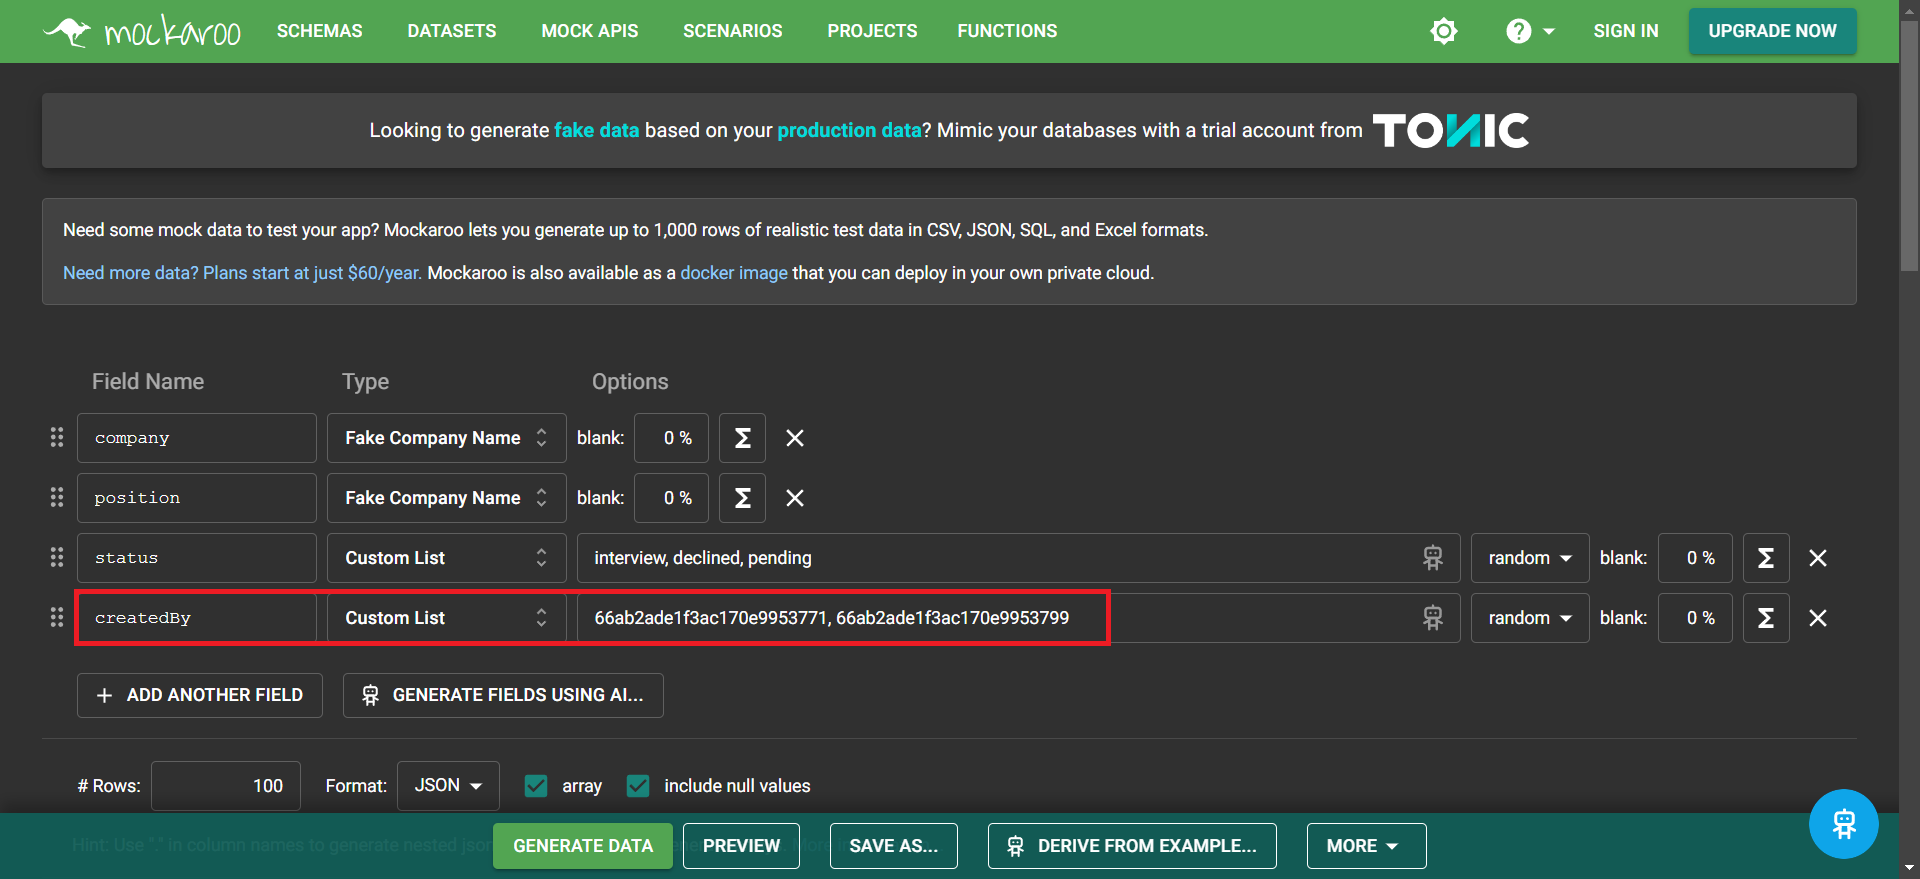 mockaroo SCHEMAS DATASETS MOCK APIS SCENARIOS PROJECTS FUNCTIONS SIGN IN UPGRADE NOW
Looking to generate fake data based on your production data? Mimic your databases with a trial account from TONIC
Need some mock data to test your app? Mockaroo lets you generate up to 1,000 rows of realistic test data in CSV, JSON, SQL, and Excel formats.
Need more data? Plans start at just $60/year. Mockaroo is also available as a docker image that you can deploy in your own private cloud.
Field Name Type Options
company Fake Company Name blank: 0 % Σ
position Fake Company Name blank: 0 % Σ
status Custom List interview, declined, pending random blank: 0 % Σ
createdBy Custom List 66ab2ade1f3ac170e9953771, 66ab2ade1f3ac170e9953799 random blank: 0 % Σ
+ ADD ANOTHER FIELD GENERATE FIELDS USING AI...
# Rows: 100 Format: JSON array include null values
Hint: Use "." in column names to generate nested json
GENERATE DATA PREVIEW SAVE AS... DERIVE FROM EXAMPLE... MORE